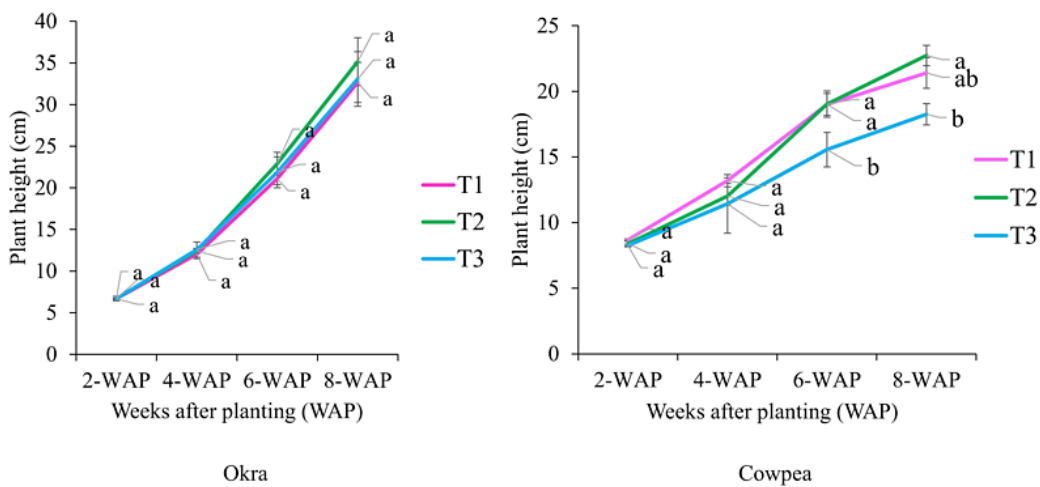 40
35
30
25
20
15
10
5
0
Plant height (cm)
a
a
a
a
a
a
a
a
a
a
a
a
2-WAP 4-WAP 6-WAP 8-WAP
Weeks after planting (WAP)
T1
T2
T3
Okra
25
20
15
10
5
0
Plant height (cm)
a
a
a
a
a
a
a
a
b
a
ab
b
2-WAP 4-WAP 6-WAP 8-WAP
Weeks after planting (WAP)
T1
T2
T3
Cowpea